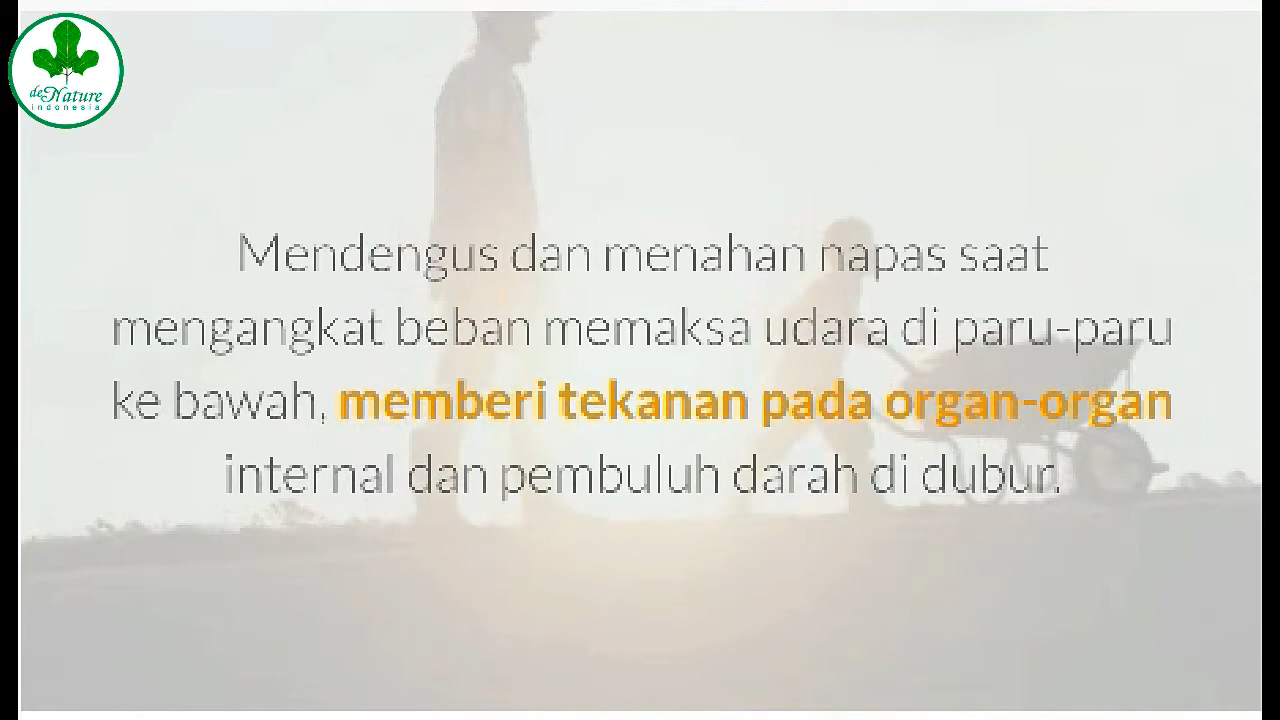 deNature
indonesia
Mendengus dan menahan napas saat
mengangkat beban memaksa udara di paru-paru
ke bawah, memberi tekanan pada organ-organ
internal dan pembuluh darah di dubur.